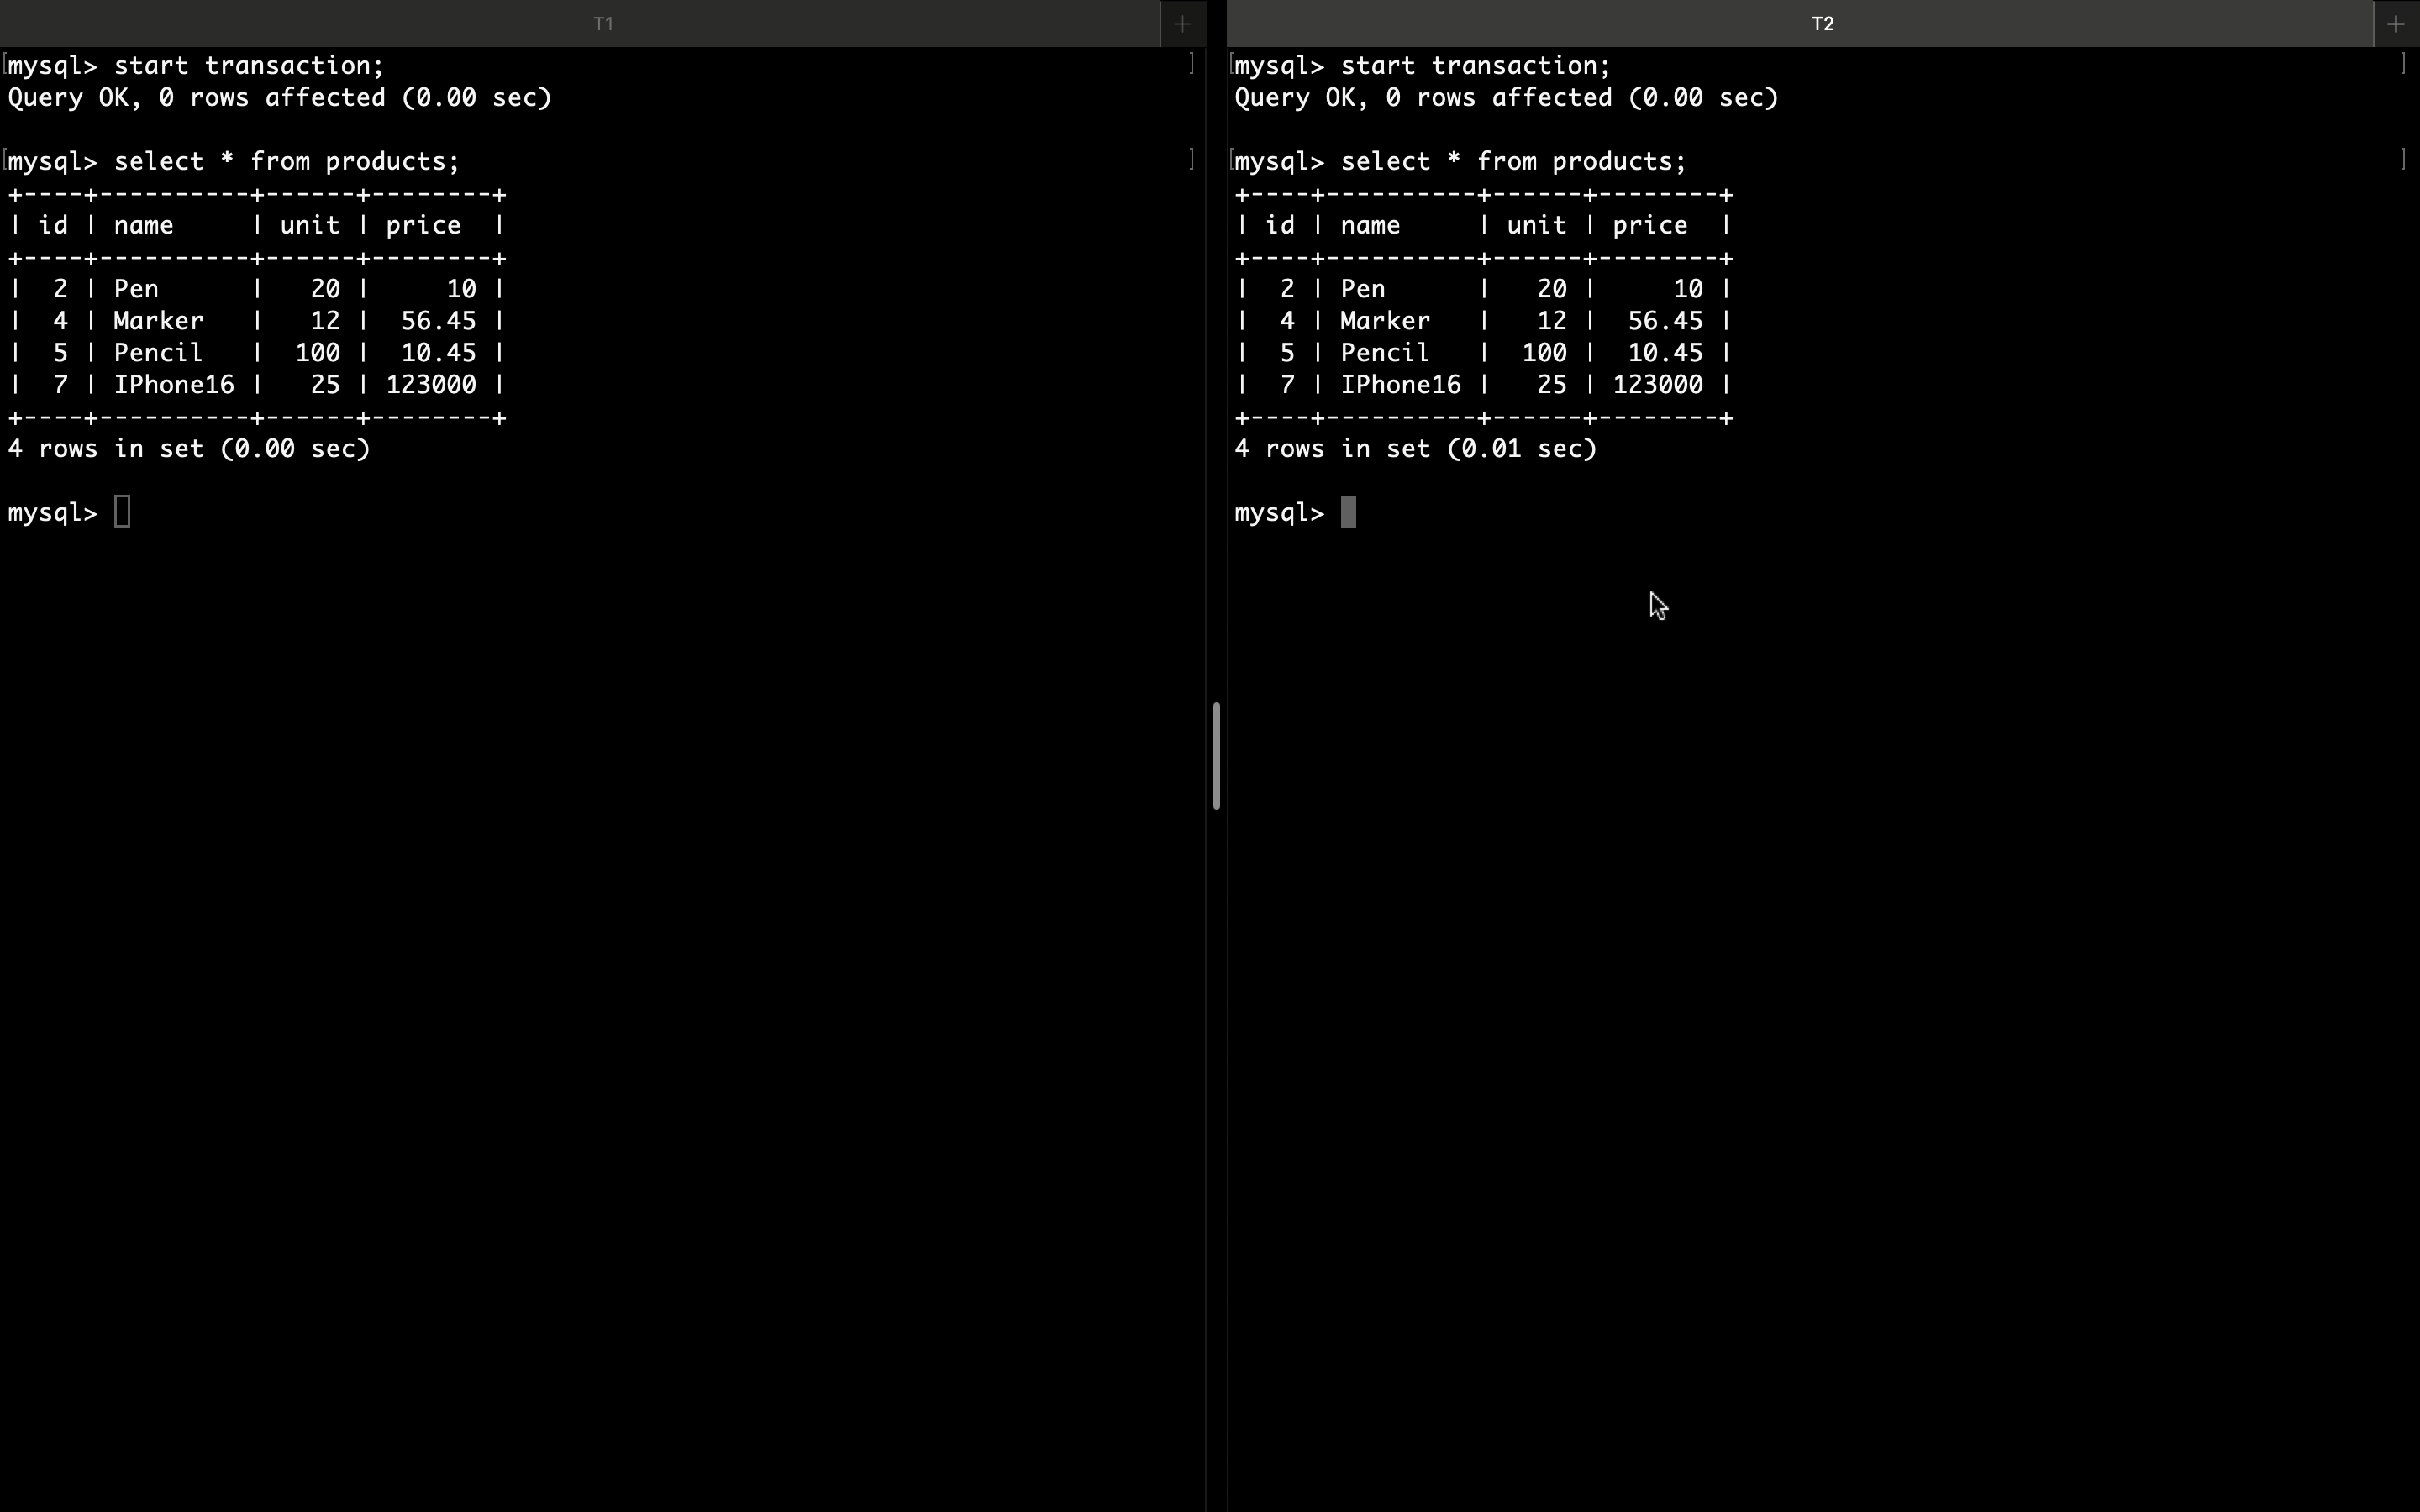 T1
mysql> start transaction;
Query OK, 0 rows affected (0.00 sec)
mysql> select * from products;
+----+----------+------+--------+
| id | name     | unit | price  |
+----+----------+------+--------+
|  2 | Pen      |   20 |     10 |
|  4 | Marker   |   12 |  56.45 |
|  5 | Pencil   |  100 |  10.45 |
|  7 | IPhone16 |   25 | 123000 |
+----+----------+------+--------+
4 rows in set (0.00 sec)
mysql>
T2
mysql> start transaction;
Query OK, 0 rows affected (0.00 sec)
mysql> select * from products;
+----+----------+------+--------+
| id | name     | unit | price  |
+----+----------+------+--------+
|  2 | Pen      |   20 |     10 |
|  4 | Marker   |   12 |  56.45 |
|  5 | Pencil   |  100 |  10.45 |
|  7 | IPhone16 |   25 | 123000 |
+----+----------+------+--------+
4 rows in set (0.01 sec)
mysql>